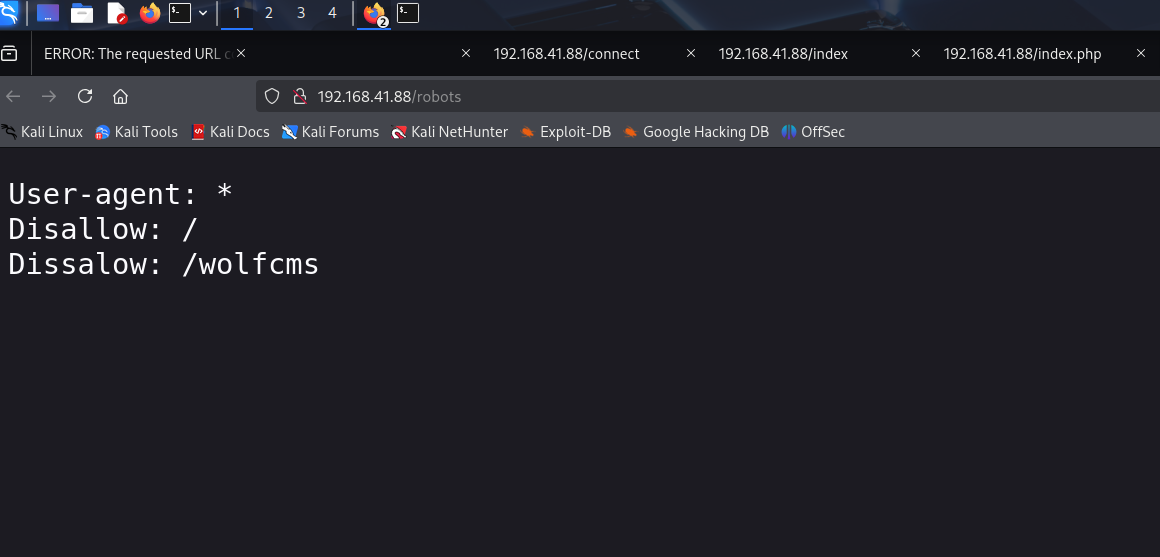 1 2 3 4 2
ERROR: The requested URL c
192.168.41.88/connect
192.168.41.88/index
192.168.41.88/index.php
192.168.41.88/robots
Kali Linux Kali Tools Kali Docs Kali Forums Kali NetHunter Exploit-DB Google Hacking DB OffSec
User-agent: *
Disallow: /
Dissalow: /wolfcms